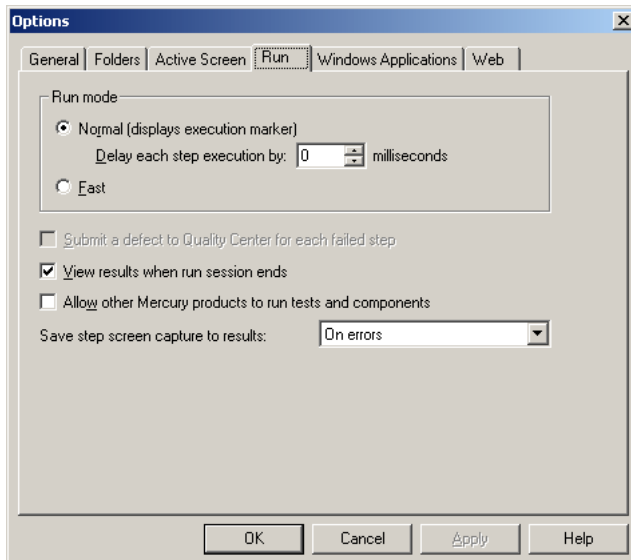 Options
General Folders Active Screen Run Windows Applications Web
Run mode
Normal (displays execution marker)
Delay each step execution by: 0 milliseconds
Fast
Submit a defect to Quality Center for each failed step
View results when run session ends
Allow other Mercury products to run tests and components
Save step screen capture to results: On errors
OK Cancel Apply Help